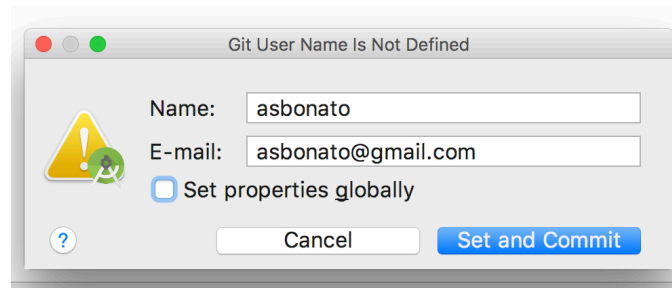 Git User Name Is Not Defined
Name: asbonato
E-mail: asbonato@gmail.com
Set properties globally
? Cancel Set and Commit